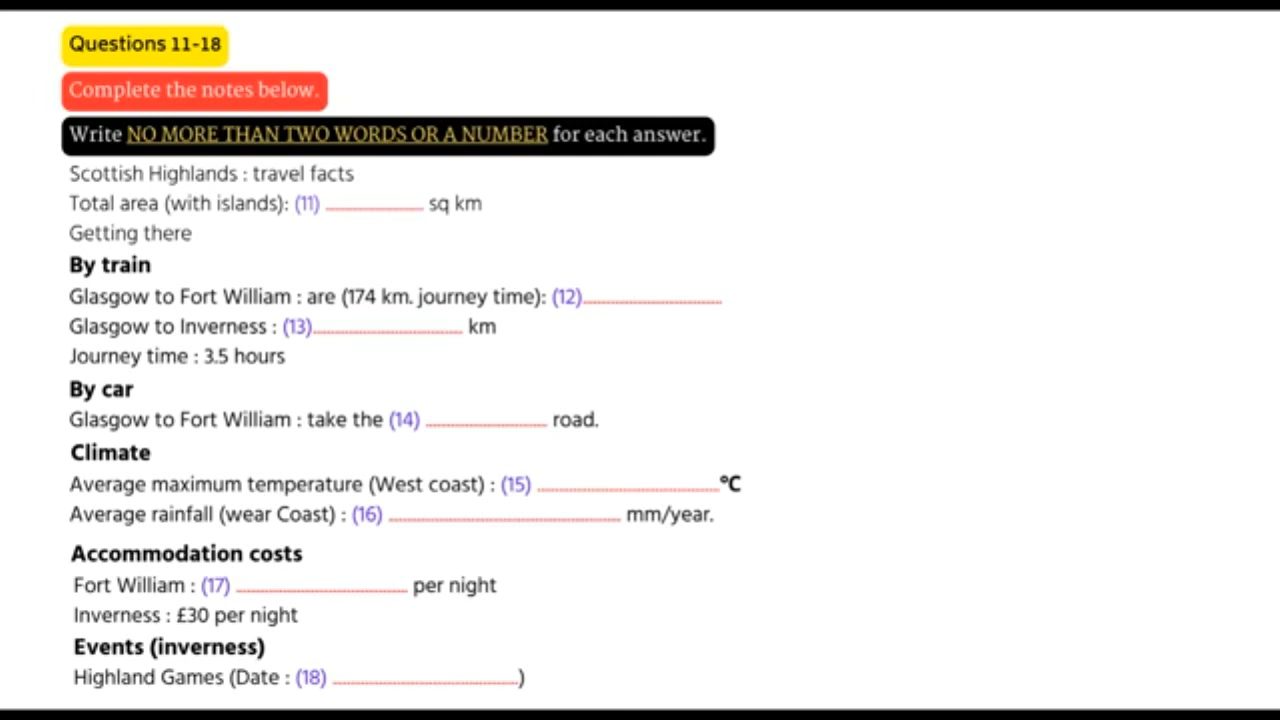 Questions 11-18
Complete the notes below.
Write NO MORE THAN TWO WORDS OR A NUMBER for each answer.
Scottish Highlands : travel facts
Total area (with islands): (11) ........................ sq km
Getting there
By train
Glasgow to Fort William : are (174 km. journey time): (12)...................................
Glasgow to Inverness : (13)..................................... km
Journey time : 3.5 hours
By car
Glasgow to Fort William : take the (14) .............................. road.
Climate
Average maximum temperature (West coast) : (15) .............................................°C
Average rainfall (wear Coast) : (16) .......................................................... mm/year.
Accommodation costs
Fort William : (17) .......................................... per night
Inverness : £30 per night
Events (inverness)
Highland Games (Date : (18) ..............................................)